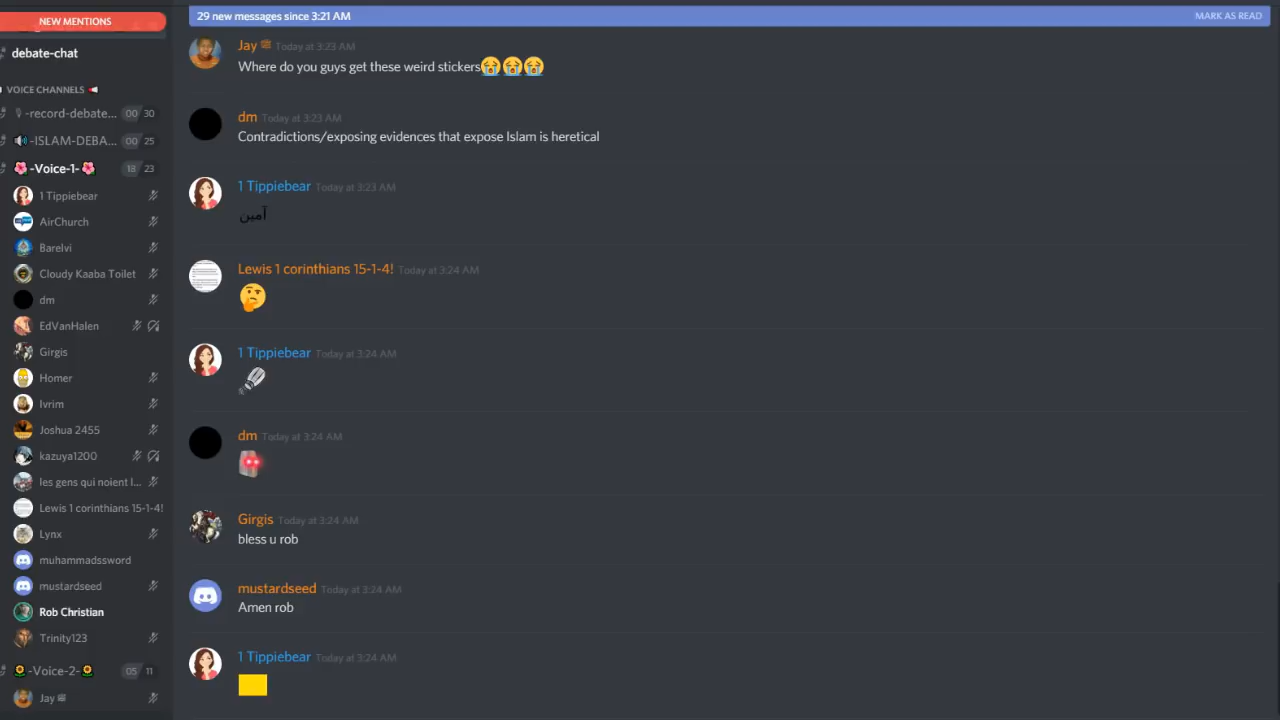 NEW MENTIONS
debate-chat
VOICE CHANNELS
-record-debate... 00 30
-ISLAM-DEBA... 00 25
-Voice-1- 18 23
1 Tippiebear
AirChurch
Barelvi
Cloudy Kaaba Toilet
dm
EdVanHalen
Girgis
Homer
Ivrim
Joshua 2455
kazuya1200
les gens qui noient l...
Lewis 1 corinthians 15-1-4!
Lynx
muhammadssword
mustardseed
Rob Christian
Trinity123
-Voice-2- 05 11
Jay
29 new messages since 3:21 AM MARK AS READ
Jay Today at 3:23 AM
Where do you guys get these weird stickers😭😭😭
dm Today at 3:23 AM
Contradictions/exposing evidences that expose Islam is heretical
1 Tippiebear Today at 3:23 AM
آمين
Lewis 1 corinthians 15-1-4! Today at 3:24 AM
🤔
1 Tippiebear Today at 3:24 AM
dm Today at 3:24 AM
Girgis Today at 3:24 AM
bless u rob
mustardseed Today at 3:24 AM
Amen rob
1 Tippiebear Today at 3:24 AM